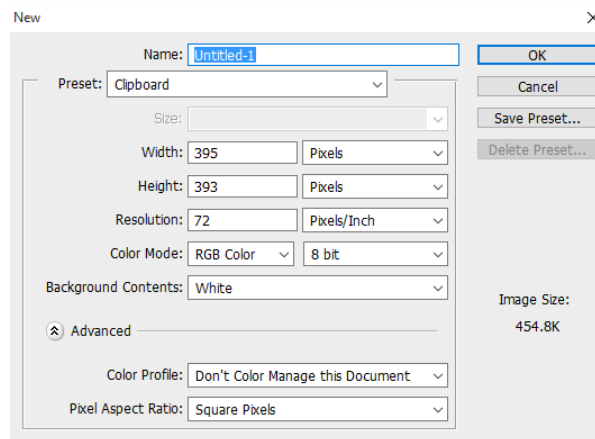 New
Name: Untitled-1
OK
Preset: Clipboard
Cancel
Size:
Save Preset...
Width: 395 Pixels
Delete Preset...
Height: 393 Pixels
Resolution: 72 Pixels/Inch
Color Mode: RGB Color 8 bit
Background Contents: White
Image Size:
454.8K
Advanced
Color Profile: Don't Color Manage this Document
Pixel Aspect Ratio: Square Pixels